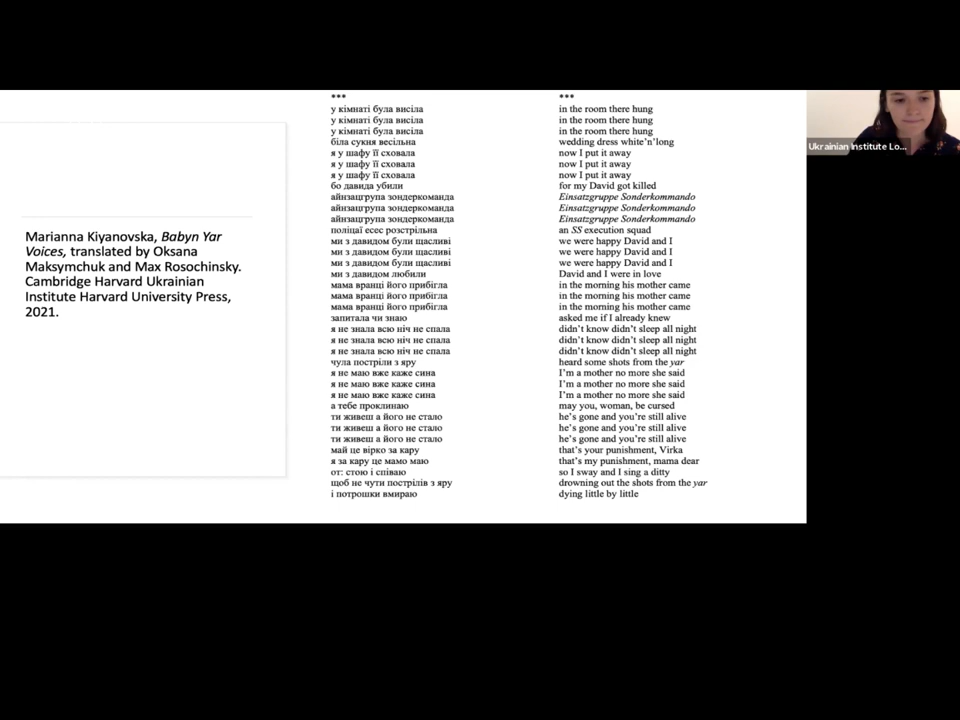 Marianna Kiyanovska, Babyn Yar
Voices, translated by Oksana
Maksymchuk and Max Rosochinsky.
Cambridge Harvard Ukrainian
Institute Harvard University Press,
2021.
***
у кімнаті була висіла
у кімнаті була висіла
у кімнаті була висіла
біла сукня весільна
я у шафу її сховала
я у шафу її сховала
я у шафу її сховала
бо давида убили
айнзацгрупа зондеркоманда
айнзацгрупа зондеркоманда
айнзацгрупа зондеркоманда
поліцаї есес розстрільна
ми з давидом були щасливі
ми з давидом були щасливі
ми з давидом були щасливі
ми з давидом любили
мама вранці його прибігла
мама вранці його прибігла
мама вранці його прибігла
запитала чи знаю
я не знала всю ніч не спала
я не знала всю ніч не спала
я не знала всю ніч не спала
чула постріли з яру
я не маю вже каже сина
я не маю вже каже сина
я не маю вже каже сина
а тебе проклинаю
ти живеш а його не стало
ти живеш а його не стало
ти живеш а його не стало
май це вірко за кару
я за кару це мамо маю
от: стою і співаю
щоб не чути пострілів з яру
і потрошки вмираю
***
in the room there hung
in the room there hung
in the room there hung
wedding dress white’n’long
now I put it away
now I put it away
now I put it away
for my David got killed
Einsatzgruppe Sonderkommando
Einsatzgruppe Sonderkommando
Einsatzgruppe Sonderkommando
an SS execution squad
we were happy David and I
we were happy David and I
we were happy David and I
David and I were in love
in the morning his mother came
in the morning his mother came
in the morning his mother came
asked me if I already knew
didn’t know didn’t sleep all night
didn’t know didn’t sleep all night
didn’t know didn’t sleep all night
heard some shots from the yar
I’m a mother no more she said
I’m a mother no more she said
I’m a mother no more she said
may you, woman, be cursed
he’s gone and you’re still alive
he’s gone and you’re still alive
he’s gone and you’re still alive
that’s your punishment, Virka
that’s my punishment, mama dear
so I sway and I sing a ditty
drowning out the shots from the yar
dying little by little
Ukrainian Institute Lo...